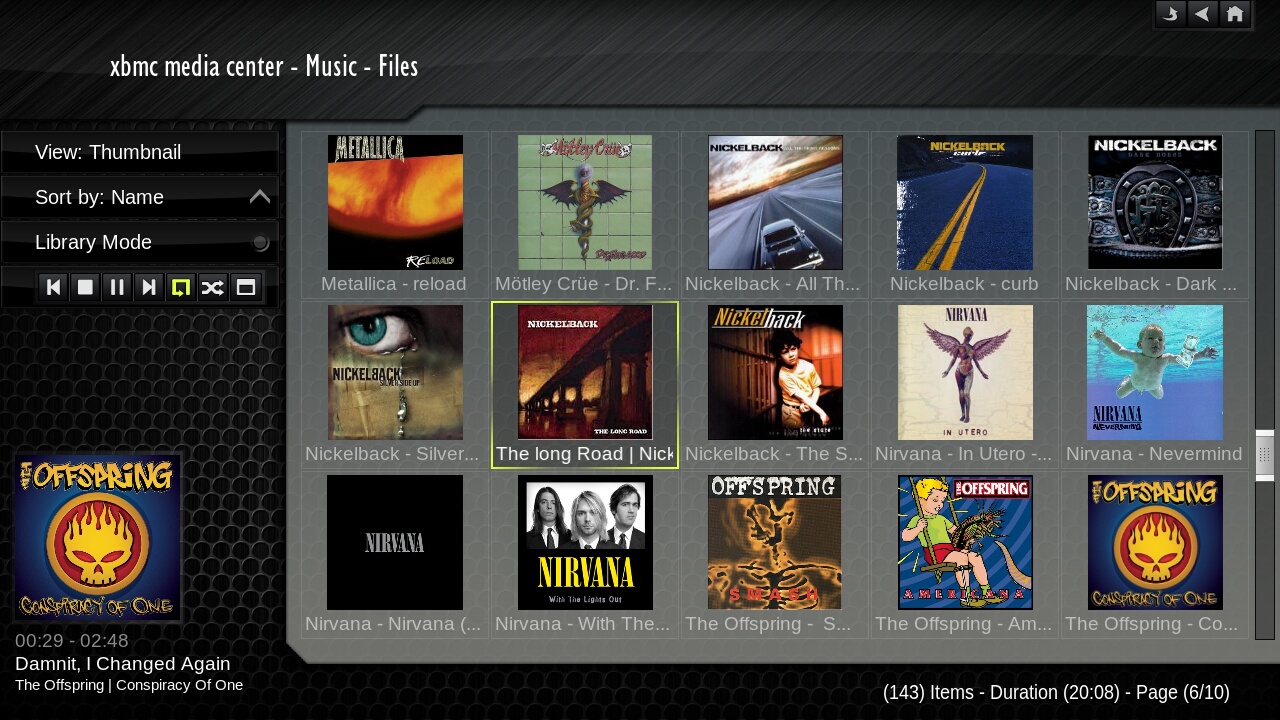 xbmc media center - Music - Files
View: Thumbnail
Sort by: Name
Library Mode
METALLICA
RELOAD
Metallica - reload
Mötley Crüe
Mötley Crüe - Dr. F...
NICKELBACK
Nickelback - All Th...
NICKELBACK
curb
Nickelback - curb
NICKELBACK
DARK HORSE
Nickelback - Dark ...
NICKELBACK
SILVER SIDE UP
Nickelback - Silver...
NICKELBACK
THE LONG ROAD
The long Road | Nick
Nickelback
the state
Nickelback - The S...
NIRVANA
IN UTERO
Nirvana - In Utero -...
NIRVANA
NEVERMIND
Nirvana - Nevermind
NIRVANA
Nirvana - Nirvana (...
NIRVANA
With The Lights Out
Nirvana - With The...
OFFSPRING
SMASH
The Offspring - S...
THE OFFSPRING
AMERICANA
The Offspring - Am...
THE OFFSPRING
CONSPIRACY OF ONE
The Offspring - Co...
THE OFFSPRING
CONSPIRACY OF ONE
00:29 - 02:48
Damnit, I Changed Again
The Offspring | Conspiracy Of One
(143) Items - Duration (20:08) - Page (6/10)